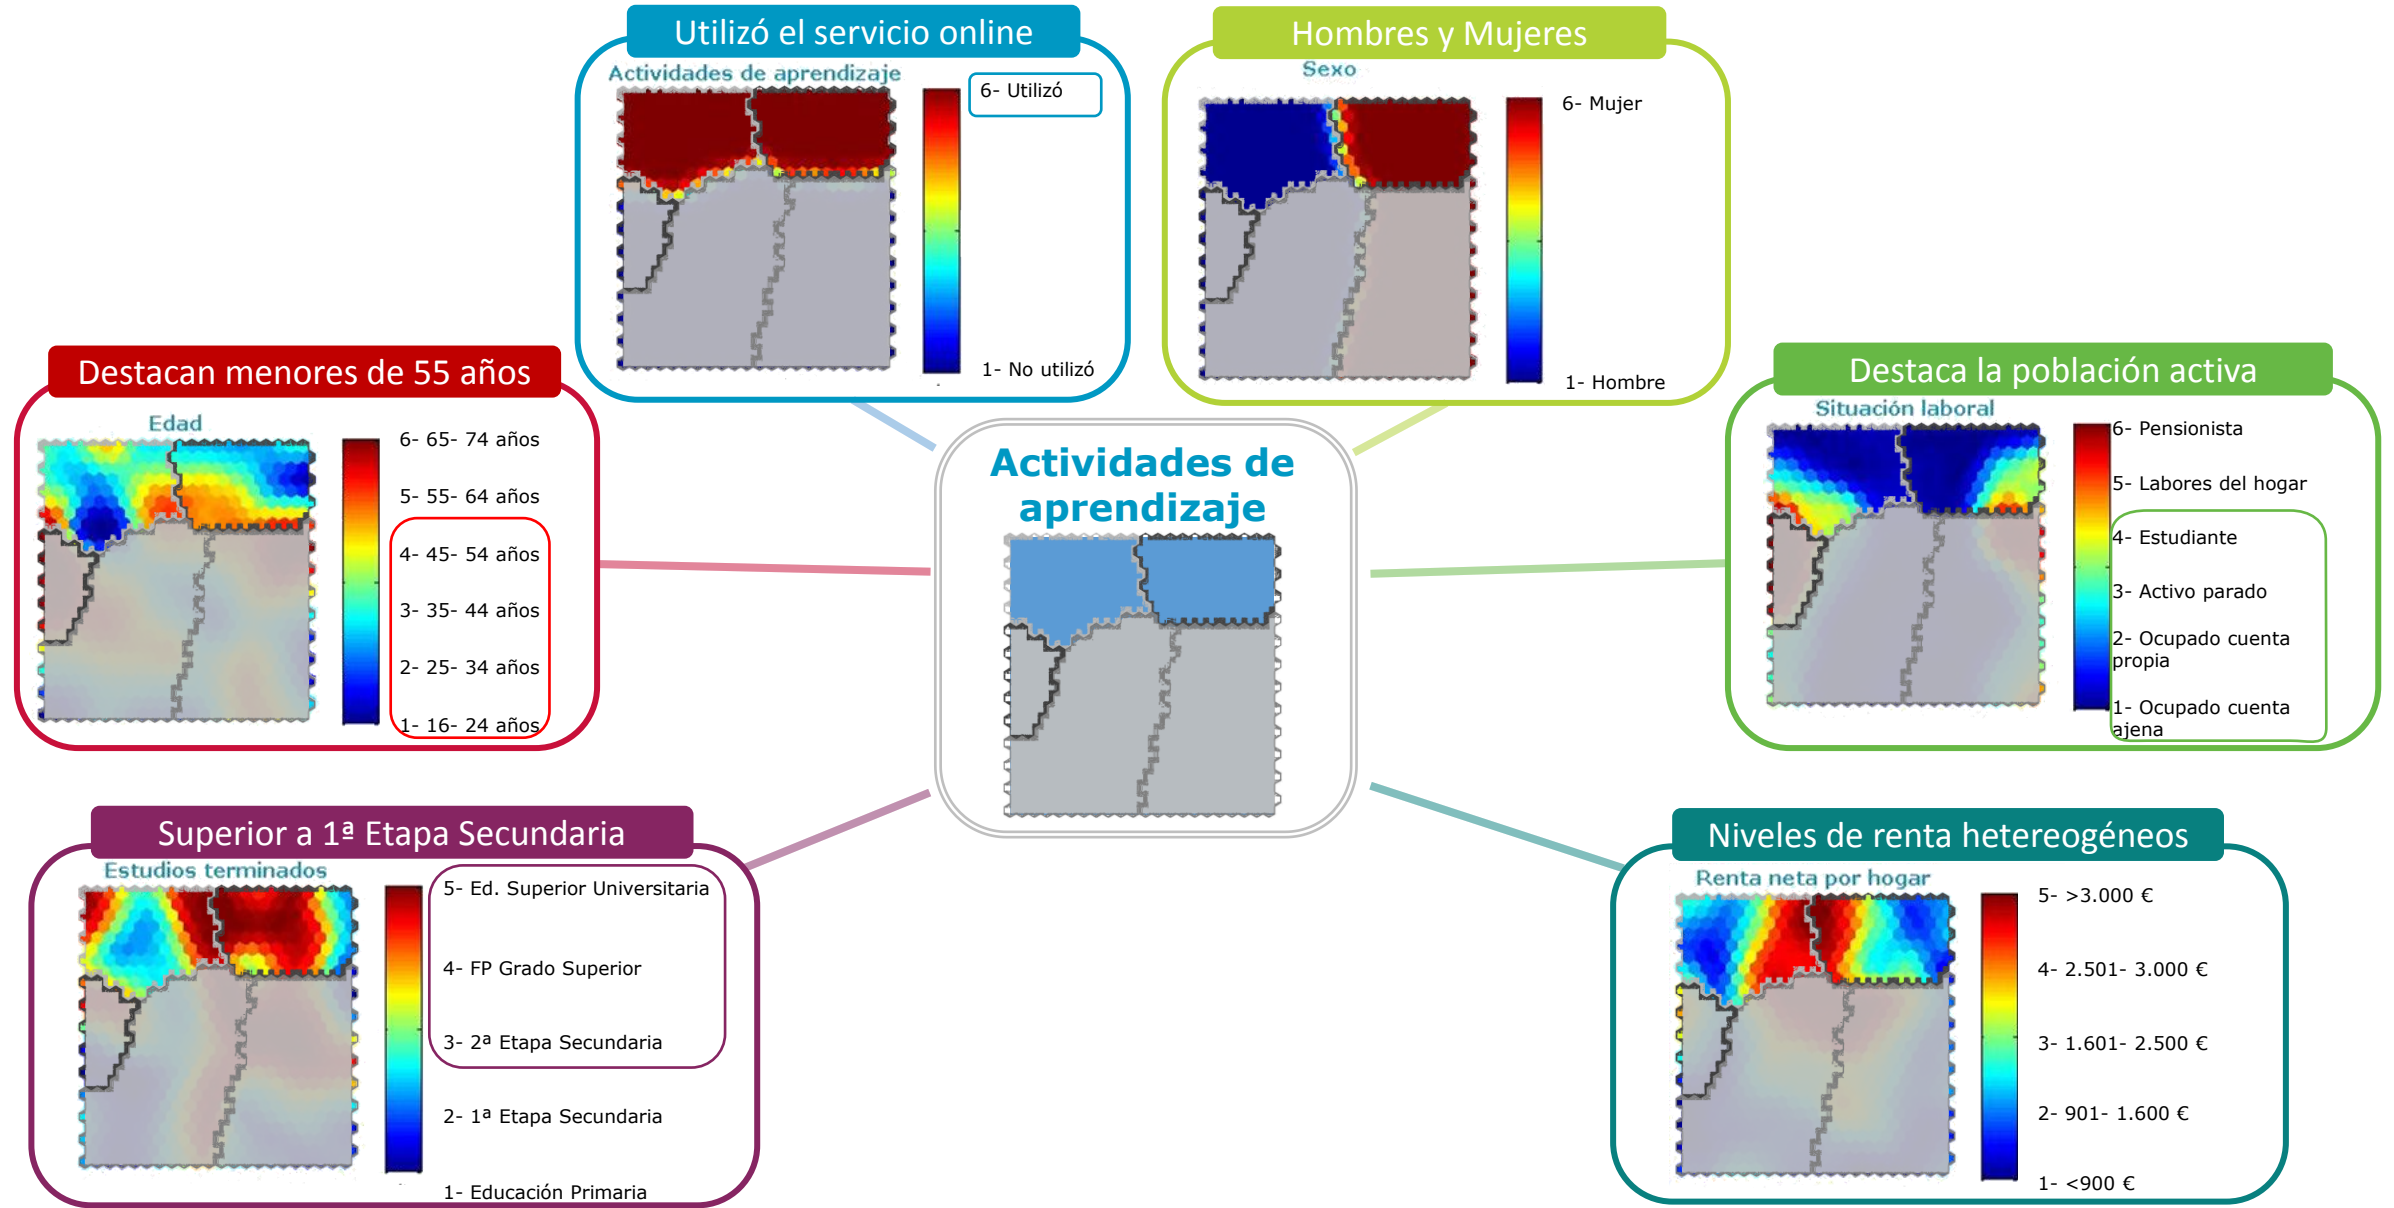 Utilizó el servicio online
Actividades de aprendizaje
6- Utilizó
1- No utilizó
Hombres y Mujeres
Sexo
6- Mujer
1- Hombre
Destacan menores de 55 años
Edad
6- 65- 74 años
5- 55- 64 años
4- 45- 54 años
3- 35- 44 años
2- 25- 34 años
1- 16- 24 años
Actividades de
aprendizaje
Destaca la población activa
Situación laboral
6- Pensionista
5- Labores del hogar
4- Estudiante
3- Activo parado
2- Ocupado cuenta
propia
1- Ocupado cuenta
ajena
Superior a 1ª Etapa Secundaria
Estudios terminados
5- Ed. Superior Universitaria
4- FP Grado Superior
3- 2ª Etapa Secundaria
2- 1ª Etapa Secundaria
1- Educación Primaria
Niveles de renta hetereogéneos
Renta neta por hogar
5- >3.000 €
4- 2.501- 3.000 €
3- 1.601- 2.500 €
2- 901- 1.600 €
1- <900 €